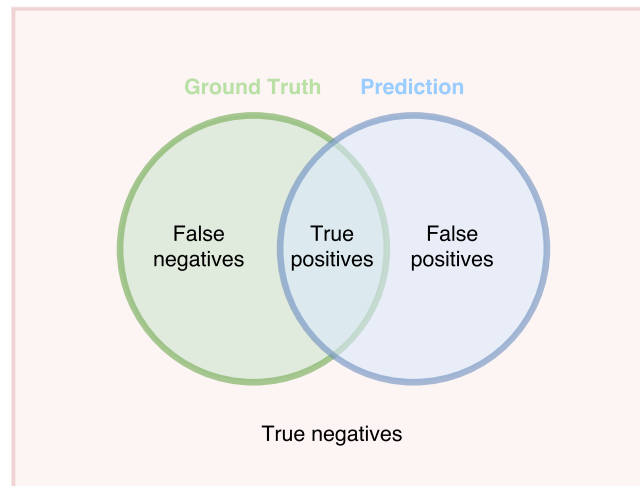 Ground Truth Prediction
False
negatives
True
positives
False
positives
True negatives